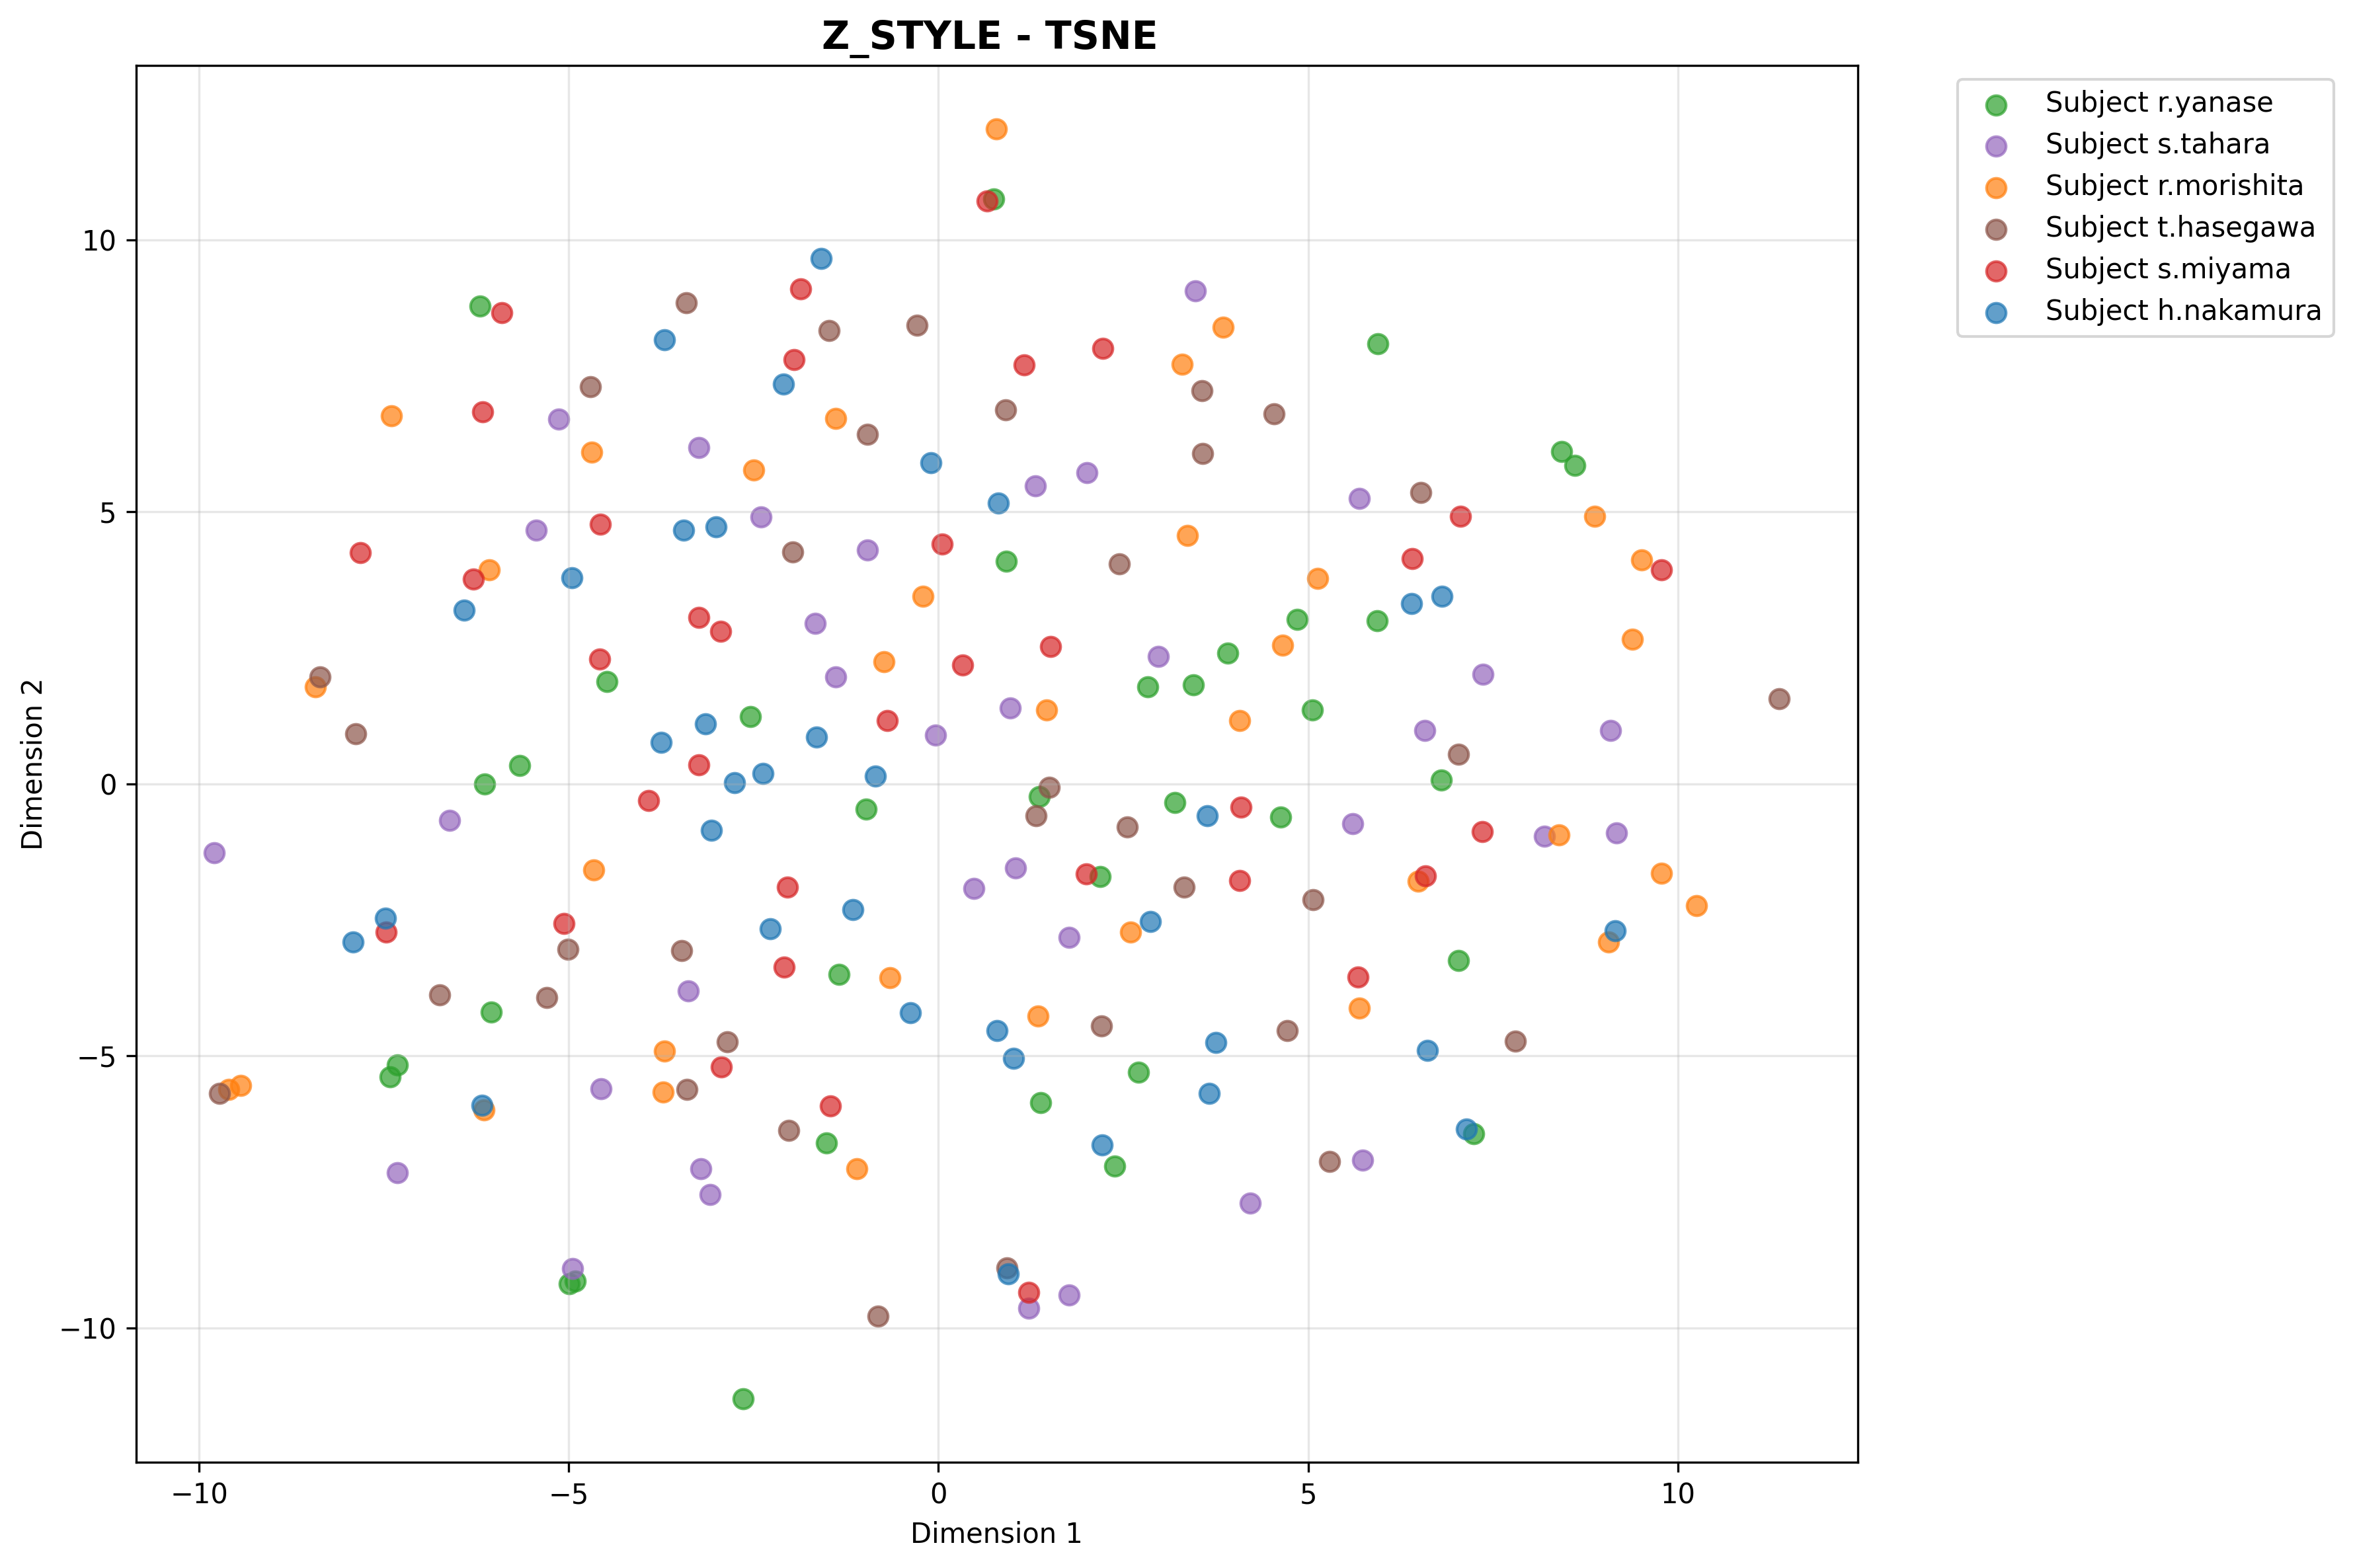 Z_STYLE - TSNE
Subject r.yanase
Subject s.tahara
Subject r.morishita
Subject t.hasegawa
Subject s.miyama
Subject h.nakamura
10
5
0
−5
−10
Dimension 2
−10
−5
0
5
10
Dimension 1